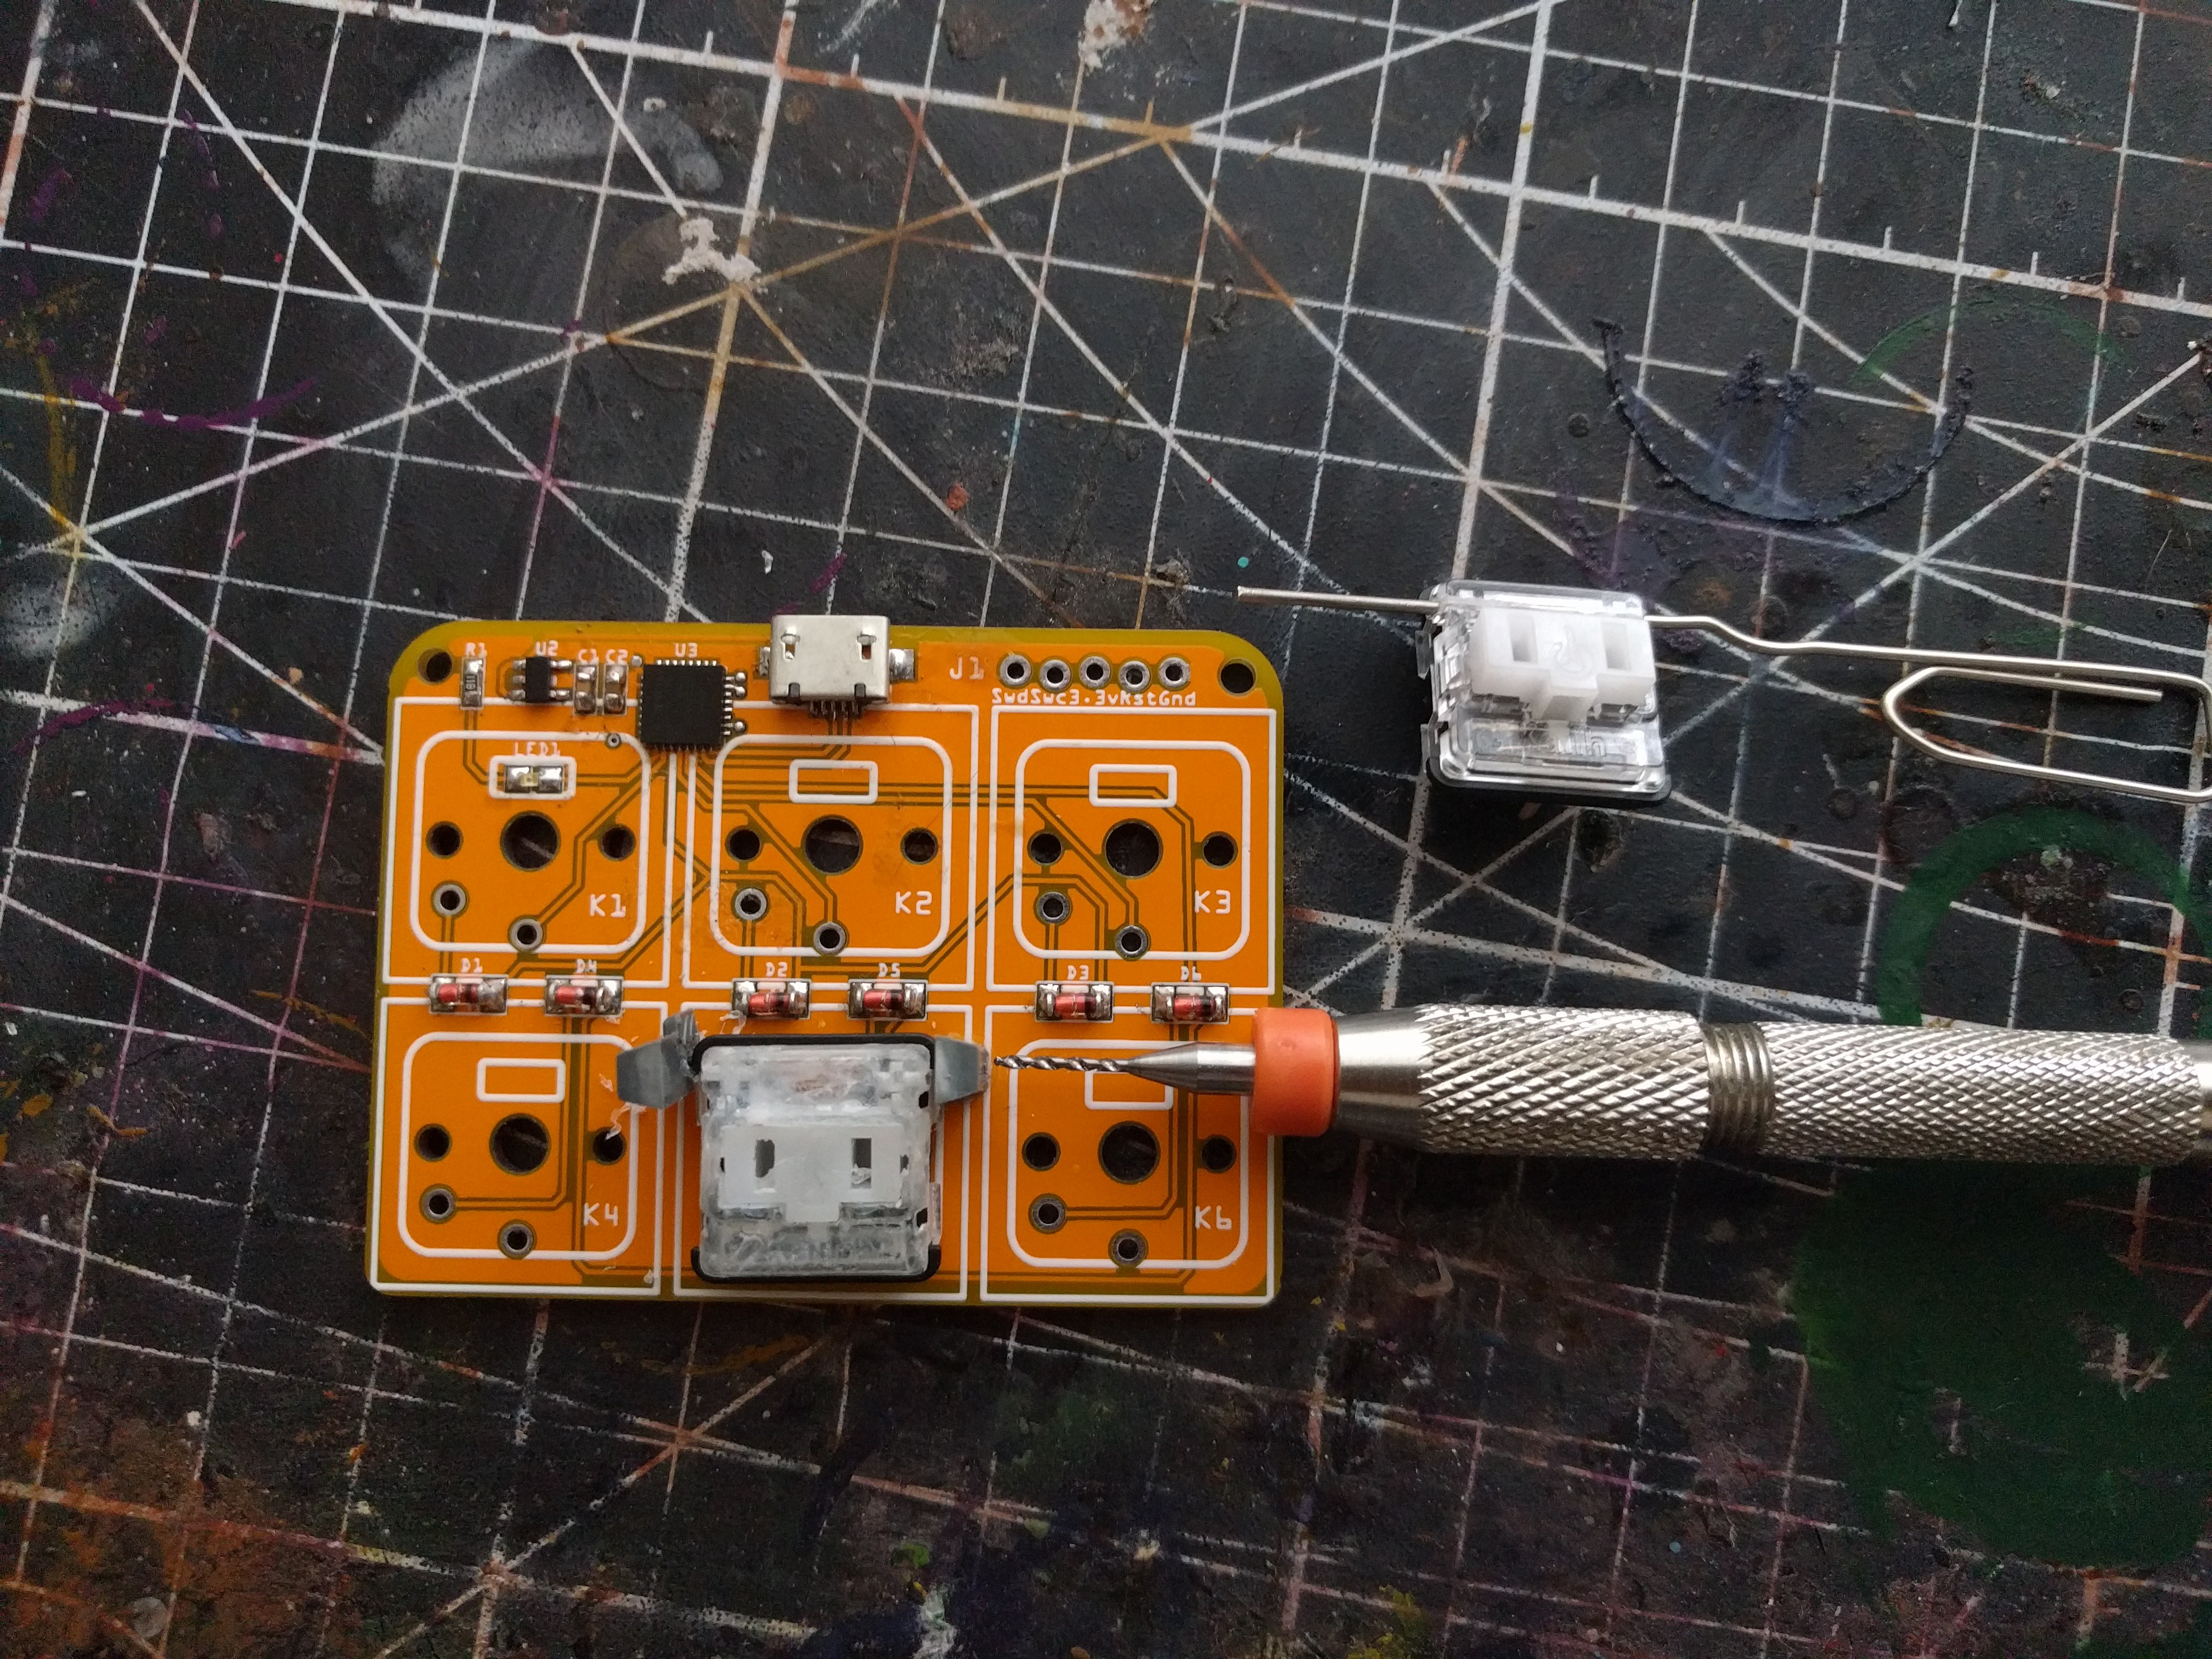 R1 U2 C1 C2 U3
J1
SwdSwc3.3vRstGnd
LED1
K1 K2 K3
D1 D4 D2 D5 D3 D6
K4 K6